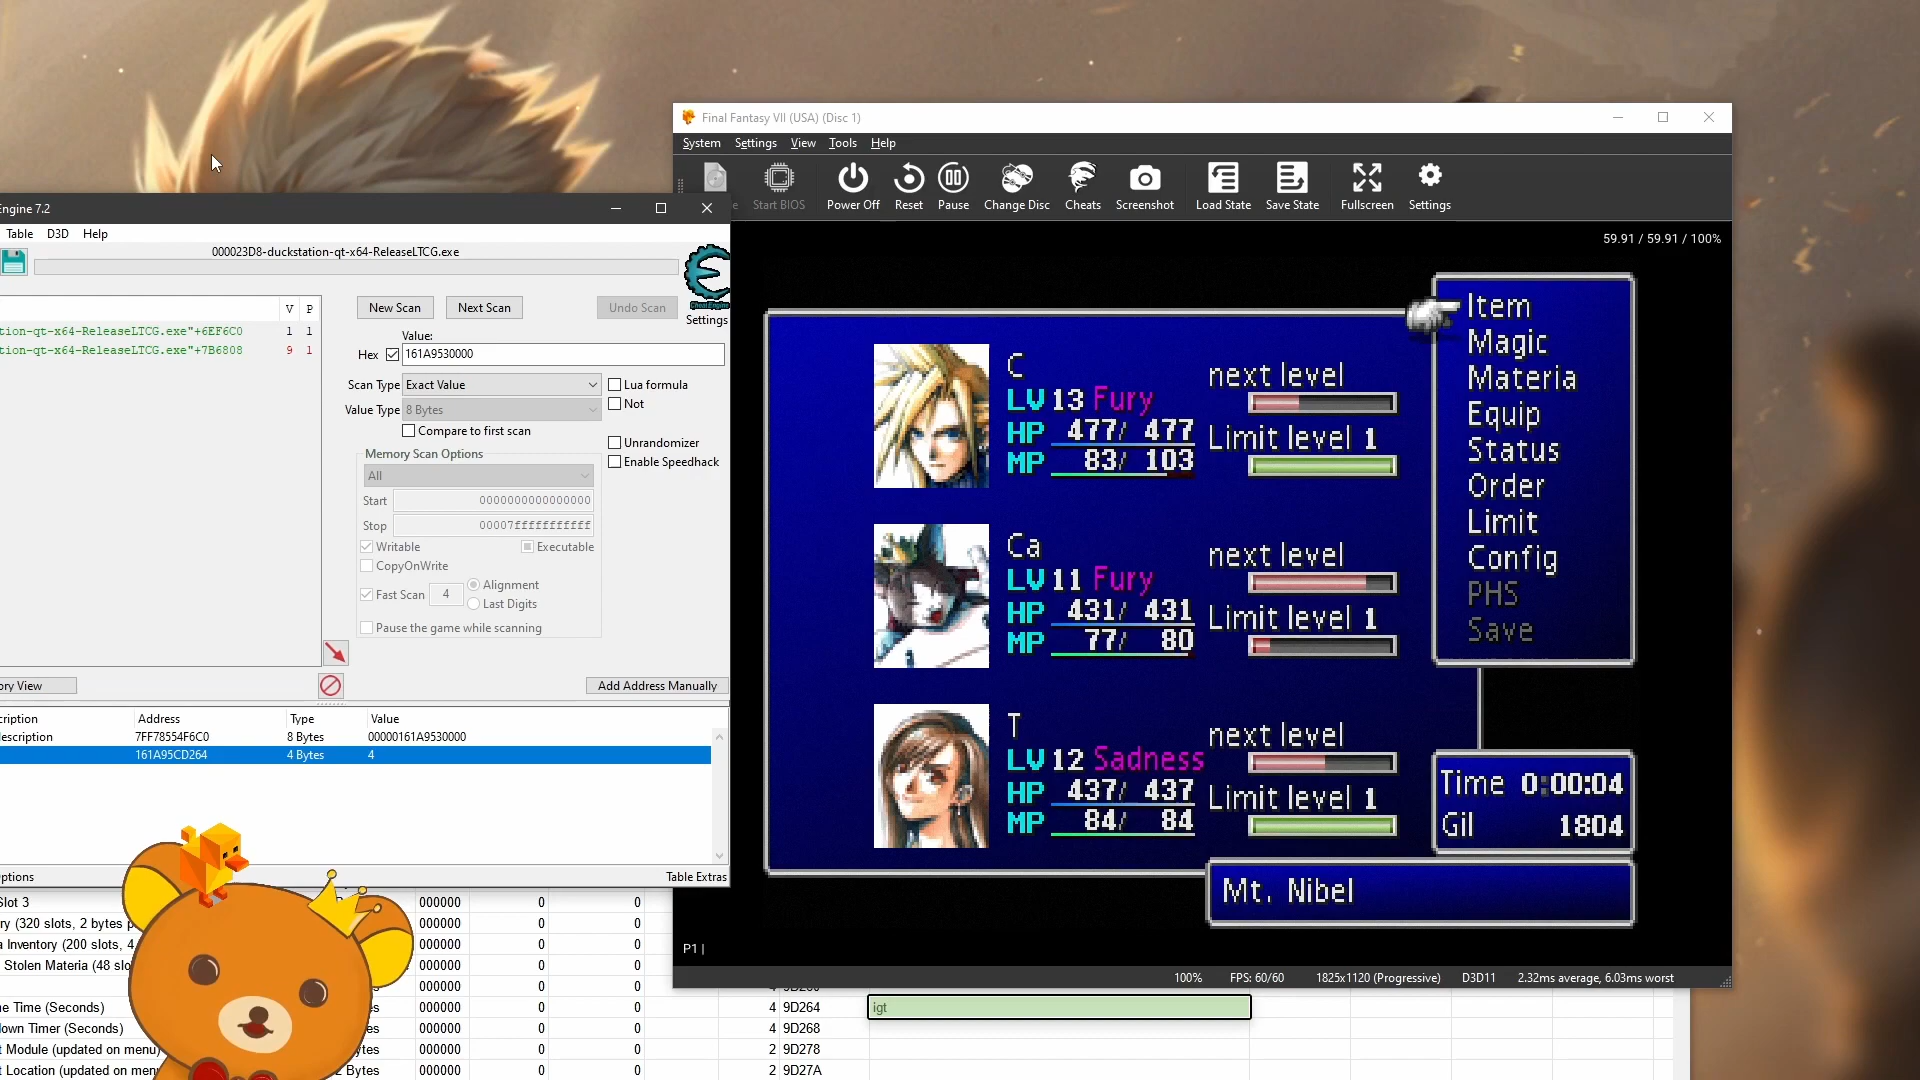 Final Fantasy VII (USA) (Disc 1)
System Settings View Tools Help
Start BIOS Power Off Reset Pause Change Disc Cheats Screenshot Load State Save State Fullscreen Settings
59.91 / 59.91 / 100%
Engine 7.2
Table D3D Help
000023D8-duckstation-qt-x64-ReleaseLTCG.exe
V P
tion-qt-x64-ReleaseLTCG.exe"+6EF6C0 1 1
tion-qt-x64-ReleaseLTCG.exe"+7B6808 9 1
New Scan Next Scan Undo Scan
Cheat Engine
Settings
Value:
Hex 161A9530000
Scan Type Exact Value
Lua formula
Not
Value Type 8 Bytes
Compare to first scan
Unrandomizer
Enable Speedhack
Memory Scan Options
All
Start 0000000000000000
Stop 00007fffffffffff
Writable Executable
CopyOnWrite
Fast Scan 4 Alignment
Last Digits
Pause the game while scanning
ory View
Add Address Manually
cription Address Type Value
escription 7FF78554F6C0 8 Bytes 00000161A9530000
161A95CD264 4 Bytes 4
ptions
Table Extras
C
LV 13 Fury
HP 477/ 477
MP 83/ 103
next level
Limit level 1
Ca
LV 11 Fury
HP 431/ 431
MP 77/ 80
next level
Limit level 1
T
LV 12 Sadness
HP 437/ 437
MP 84/ 84
next level
Limit level 1
Item
Magic
Materia
Equip
Status
Order
Limit
Config
PHS
Save
Time 0:00:04
Gil 1804
Mt. Nibel
P1 |
100% FPS: 60/60 1825x1120 (Progressive) D3D11 2.32ms average, 6.03ms worst
Slot 3 000000 0 0
ry (320 slots, 2 bytes p 000000 0 0
a Inventory (200 slots, 4 000000 0 0
Stolen Materia (48 slo 000000 0 0
000000 0 0
me Time (Seconds) es 000000 0 0 4 9D264 igt
down Timer (Seconds) es 000000 0 0 4 9D268
t Module (updated on menu) ytes 000000 0 0 2 9D278
t Location (updated on men 2 Bytes 000000 0 0 2 9D27A